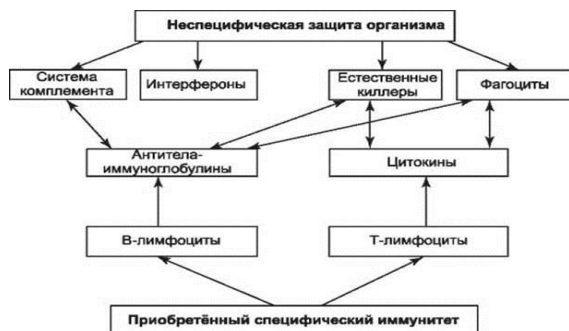 Неспецифическая защита организма
Система
комплемента
Интерфероны
Естественные
киллеры
Фагоциты
Антитела-
иммуноглобулины
Цитокины
В-лимфоциты
Т-лимфоциты
Приобретённый специфический иммунитет